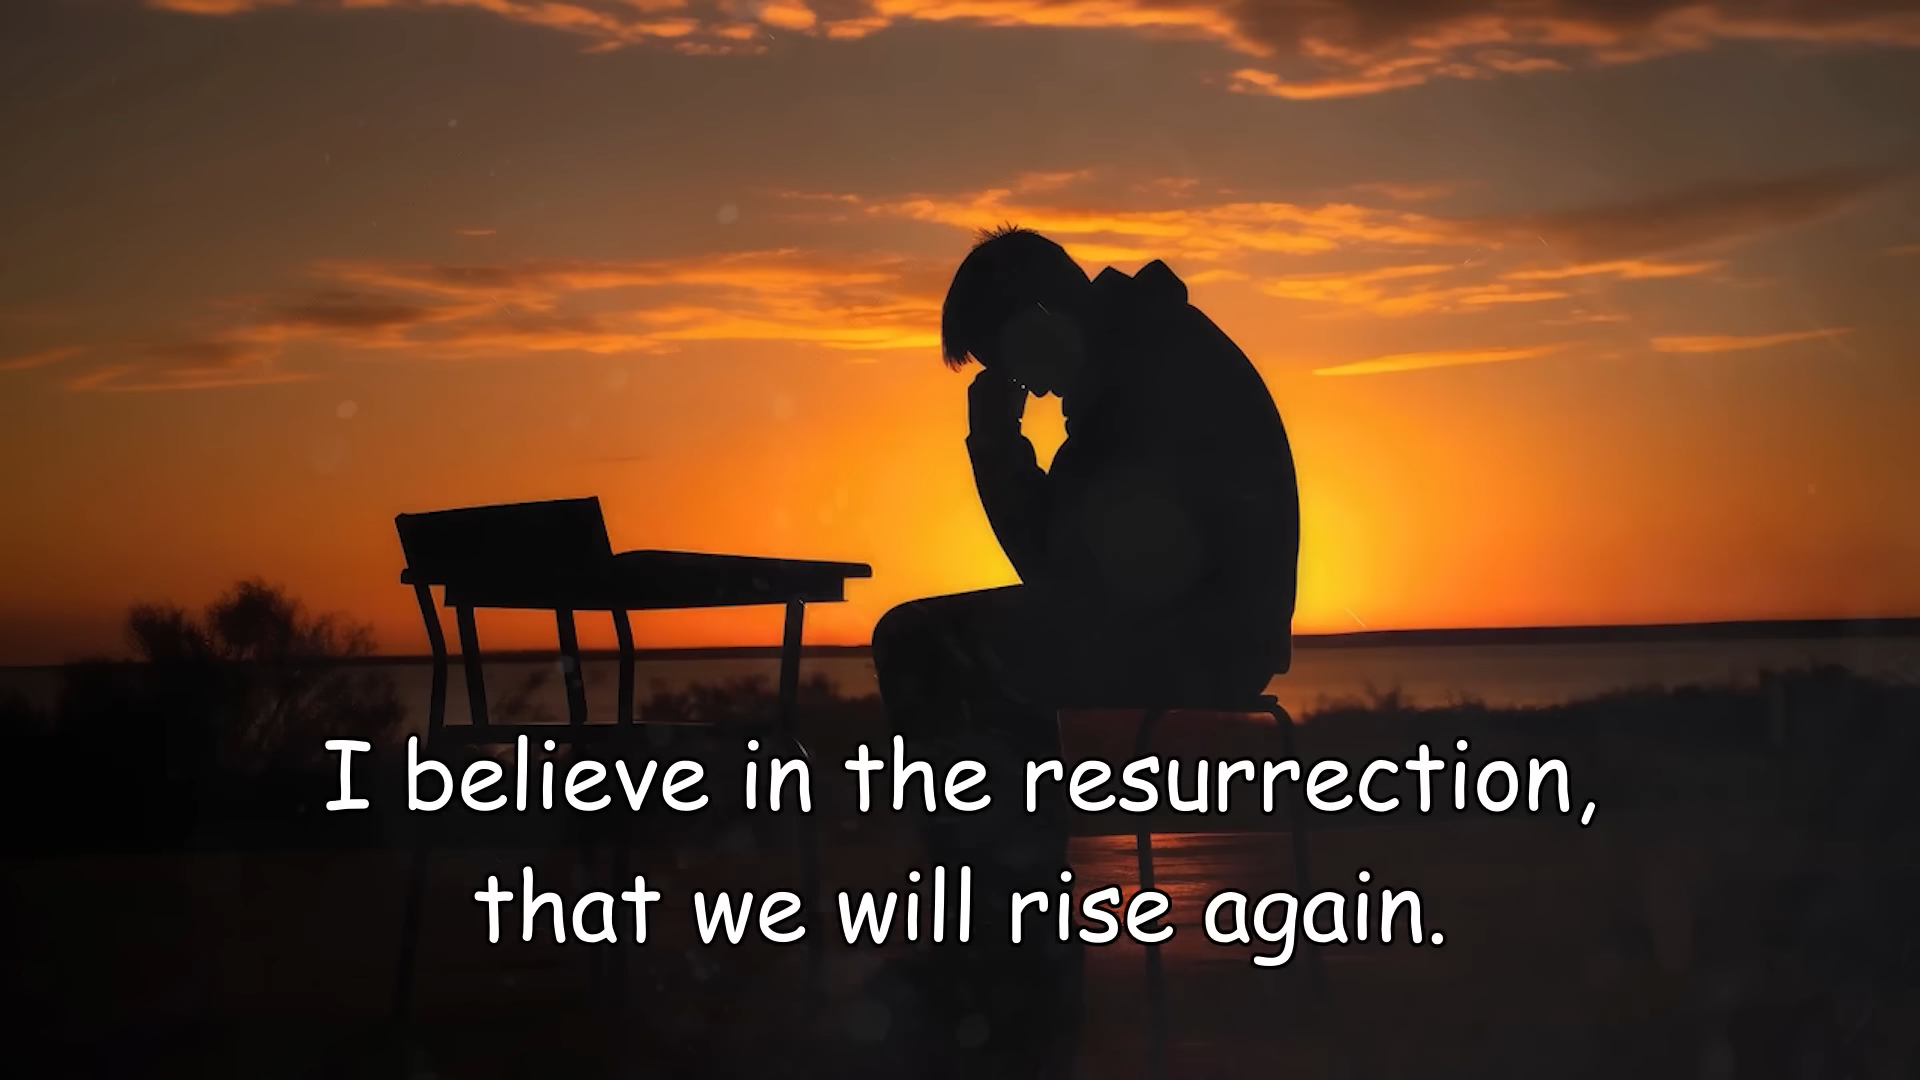 I believe in the resurrection,
that we will rise again.